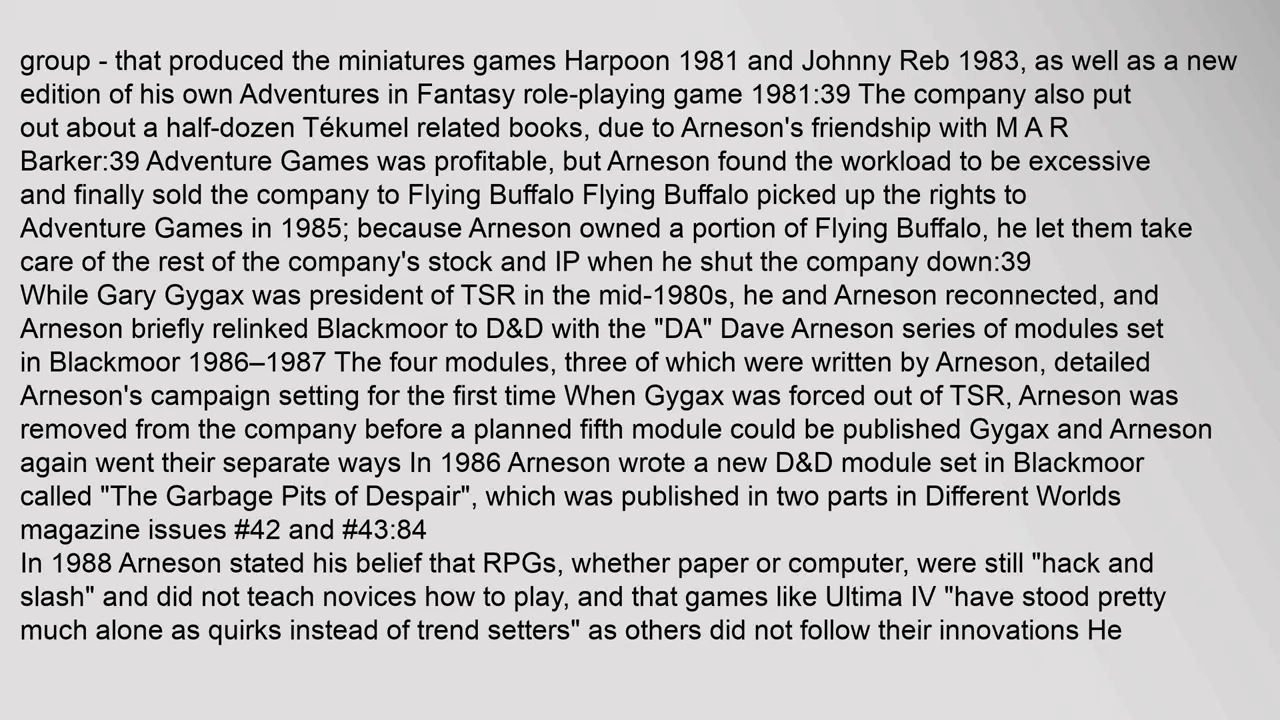 group - that produced the miniatures games Harpoon 1981 and Johnny Reb 1983, as well as a new
edition of his own Adventures in Fantasy role-playing game 1981:39 The company also put
out about a half-dozen Tékumel related books, due to Arneson's friendship with M A R
Barker:39 Adventure Games was profitable, but Arneson found the workload to be excessive
and finally sold the company to Flying Buffalo Flying Buffalo picked up the rights to
Adventure Games in 1985; because Arneson owned a portion of Flying Buffalo, he let them take
care of the rest of the company's stock and IP when he shut the company down:39
While Gary Gygax was president of TSR in the mid-1980s, he and Arneson reconnected, and
Arneson briefly relinked Blackmoor to D&D with the "DA" Dave Arneson series of modules set
in Blackmoor 1986–1987 The four modules, three of which were written by Arneson, detailed
Arneson's campaign setting for the first time When Gygax was forced out of TSR, Arneson was
removed from the company before a planned fifth module could be published Gygax and Arneson
again went their separate ways In 1986 Arneson wrote a new D&D module set in Blackmoor
called "The Garbage Pits of Despair", which was published in two parts in Different Worlds
magazine issues #42 and #43:84
In 1988 Arneson stated his belief that RPGs, whether paper or computer, were still "hack and
slash" and did not teach novices how to play, and that games like Ultima IV "have stood pretty
much alone as quirks instead of trend setters" as others did not follow their innovations He